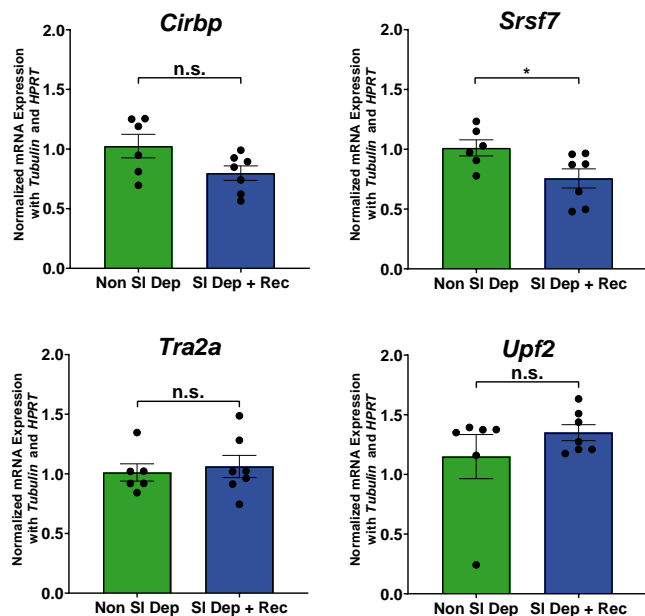 Cirbp
Normalized mRNA Expression
with Tubulin and HPRT
2.0
1.5
1.0
0.5
0.0
n.s.
Non Sl Dep
Sl Dep + Rec
Srsf7
Normalized mRNA Expression
with Tubulin and HPRT
2.0
1.5
1.0
0.5
0.0
*
Non Sl Dep
Sl Dep + Rec
Tra2a
Normalized mRNA Expression
with Tubulin and HPRT
2.0
1.5
1.0
0.5
0.0
n.s.
Non Sl Dep
Sl Dep + Rec
Upf2
Normalized mRNA Expression
with Tubulin and HPRT
2.0
1.5
1.0
0.5
0.0
n.s.
Non Sl Dep
Sl Dep + Rec